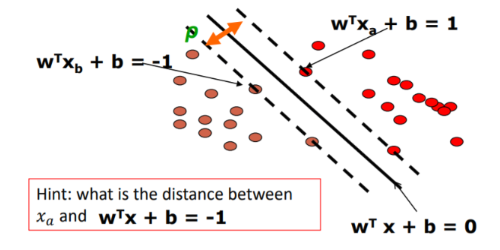 ρ
wᵀxₐ + b = 1
wᵀx_b + b = -1
Hint: what is the distance between
𝑥ₐ and wᵀx + b = -1
wᵀ x + b = 0